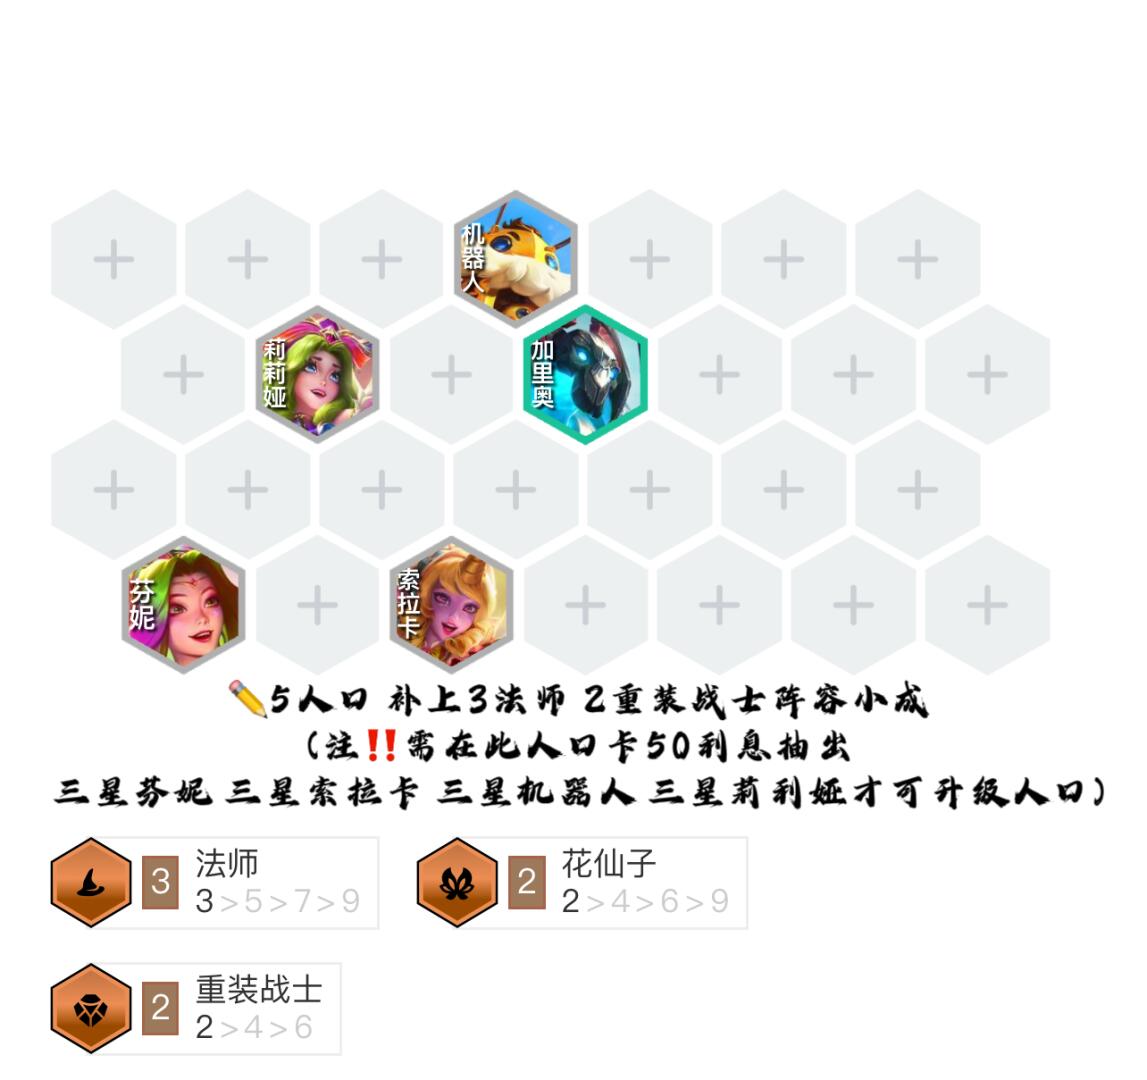 机器人
莉莉娅
加里奥
芬妮
索拉卡
✏️5人口 补上3法师 2重装战士阵容小成
(注‼️需在此人口卡50利息抽出
三星芬妮 三星索拉卡 三星机器人 三星莉利娅才可升级人口)
3 法师
3>5>7>9
2 花仙子
2>4>6>9
2 重装战士
2>4>6